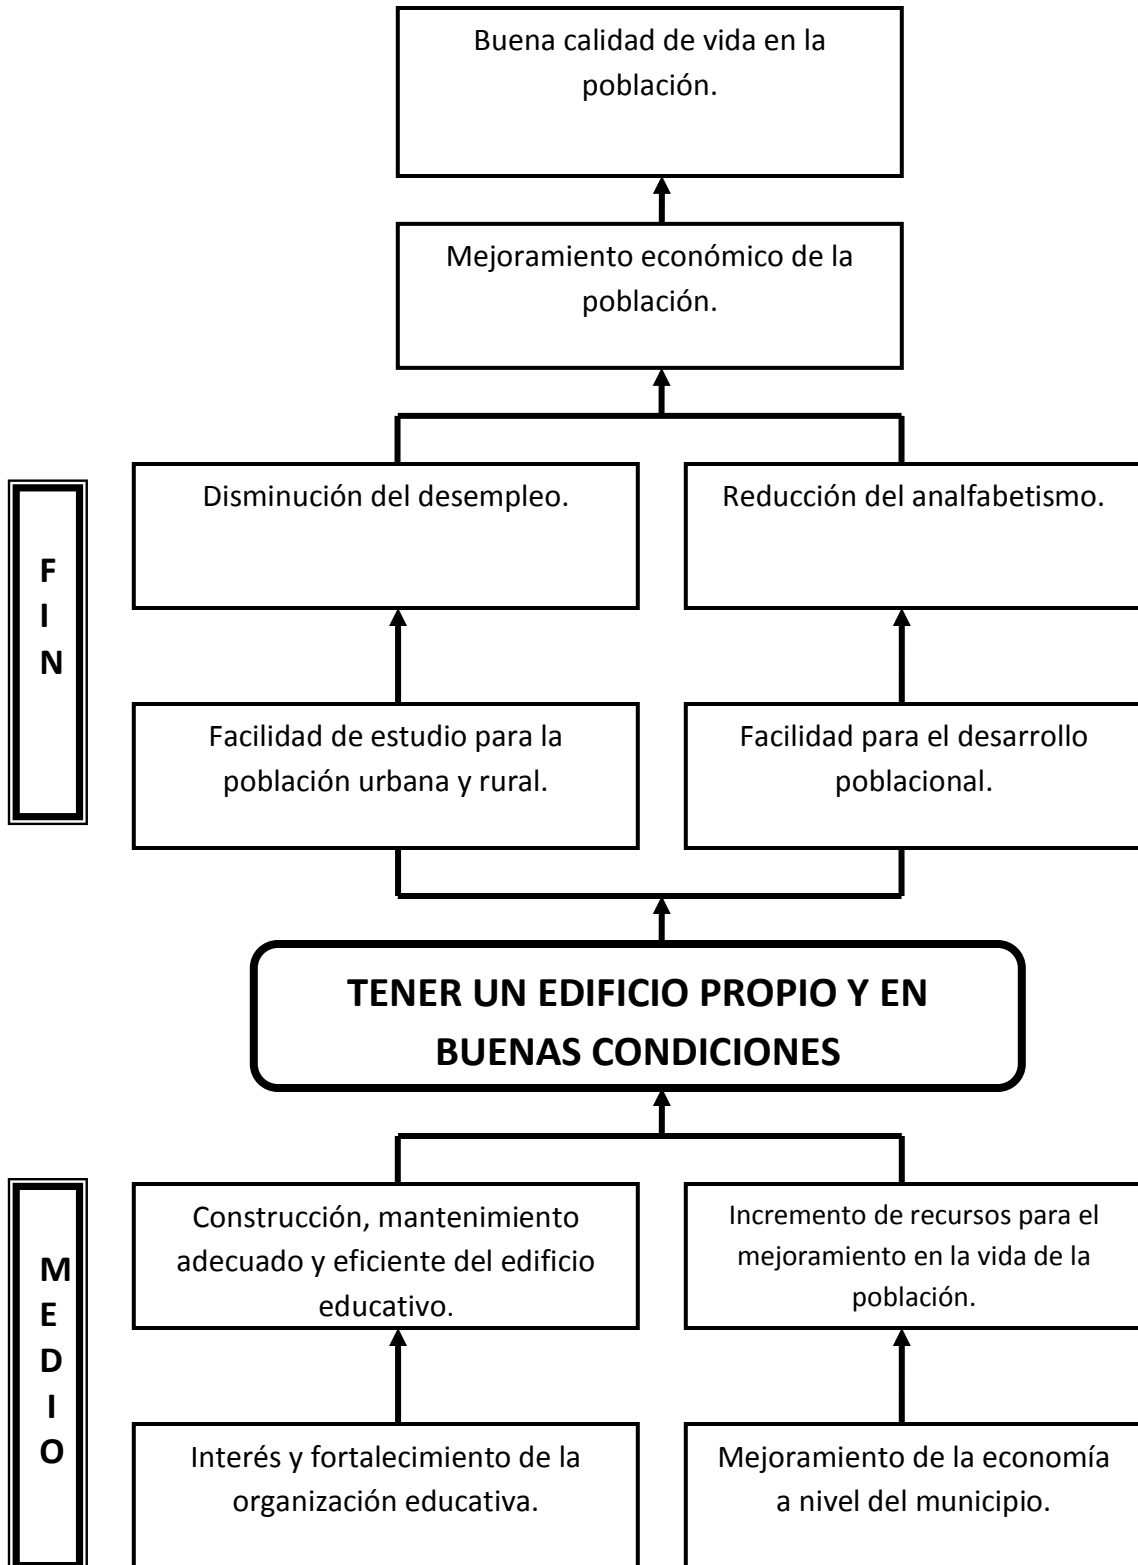 Buena calidad de vida en la
población.
Mejoramiento económico de la
población.
Disminución del desempleo.
Reducción del analfabetismo.
F
I
N
Facilidad de estudio para la
población urbana y rural.
Facilidad para el desarrollo
poblacional.
TENER UN EDIFICIO PROPIO Y EN
BUENAS CONDICIONES
Construcción, mantenimiento
adecuado y eficiente del edificio
educativo.
Incremento de recursos para el
mejoramiento en la vida de la
población.
M
E
D
I
O
Interés y fortalecimiento de la
organización educativa.
Mejoramiento de la economía
a nivel del municipio.